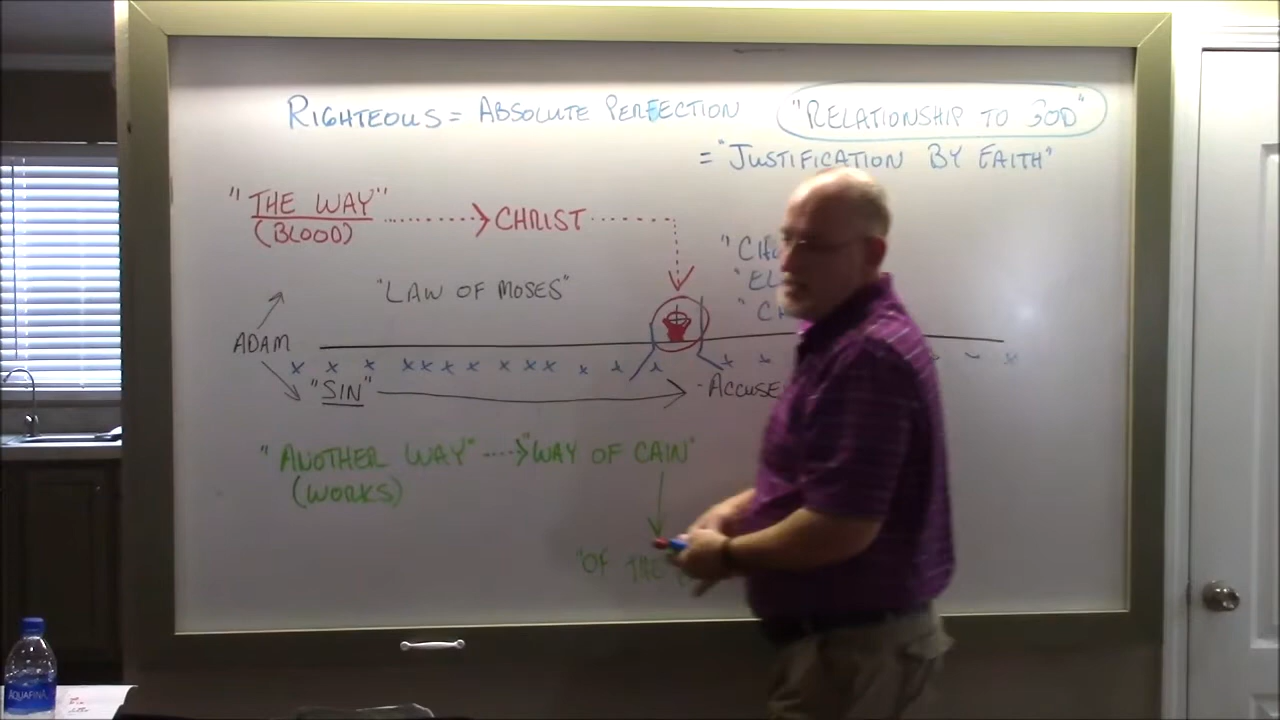 RIGHTEOUS = ABSOLUTE PERFECTION "RELATIONSHIP TO GOD"
= "JUSTIFICATION BY FAITH"
"THE WAY" CHRIST
(BLOOD)
"LAW OF MOSES"
ADAM
"SIN" - ACCUSE
"ANOTHER WAY" "WAY OF CAIN"
(WORKS)
"OF THE
AQUAFINA